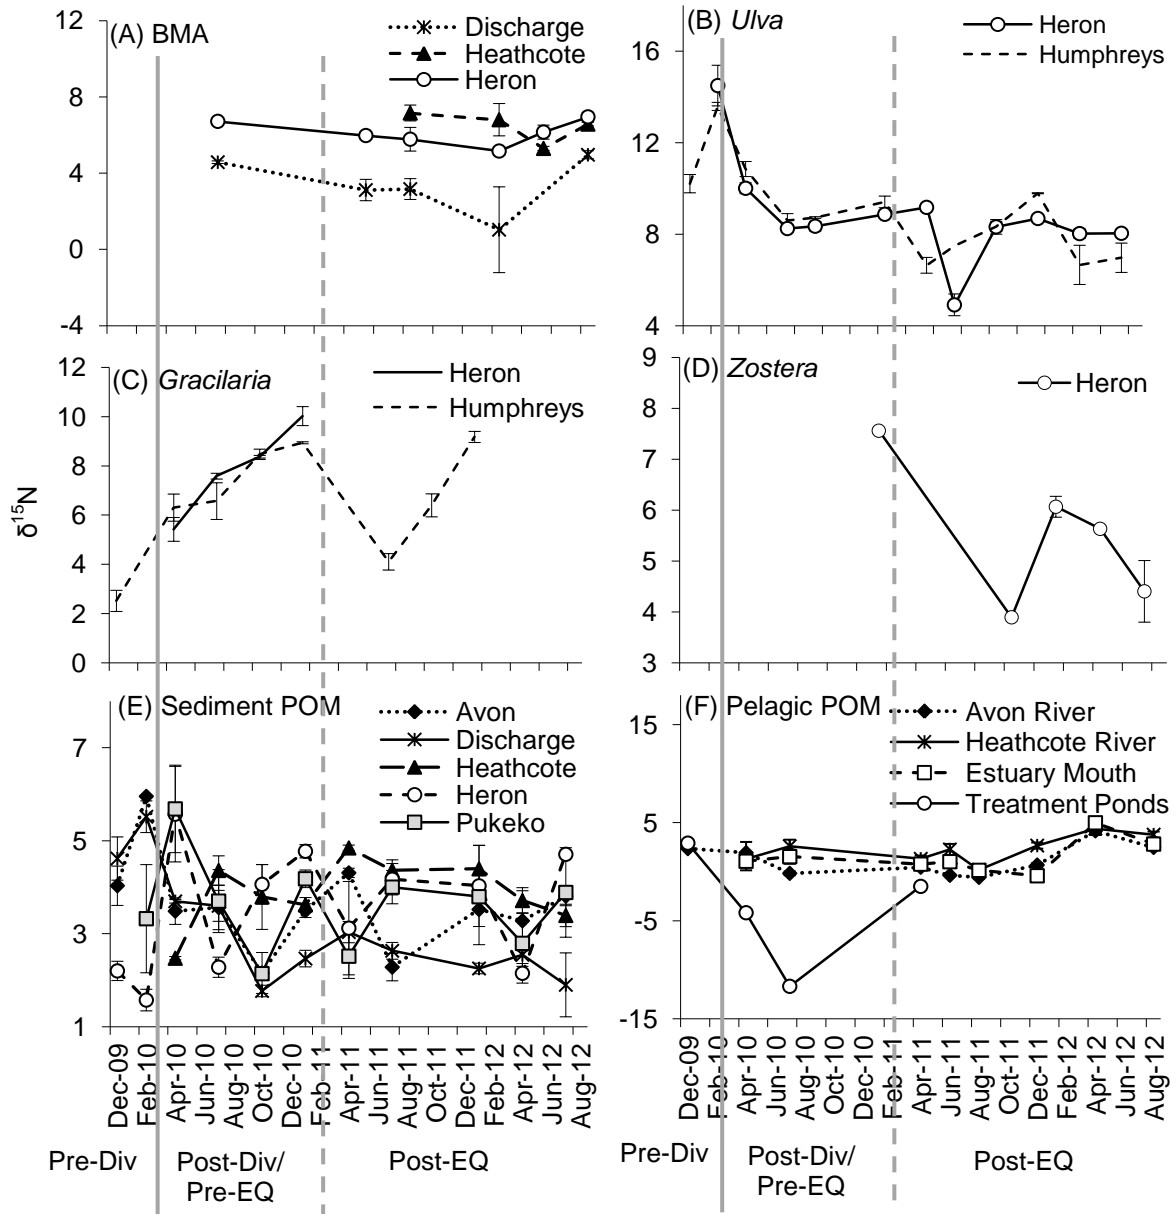 (A) BMA
Discharge
Heathcote
Heron
12
8
4
0
-4
(B) Ulva
Heron
Humphreys
16
12
8
4
(C) Gracilaria
Heron
Humphreys
12
10
8
6
4
2
0
δ15N
(D) Zostera
Heron
9
8
7
6
5
4
3
(E) Sediment POM
Avon
Discharge
Heathcote
Heron
Pukeko
7
5
3
1
Dec-09
Feb-10
Apr-10
Jun-10
Aug-10
Oct-10
Dec-10
Feb-11
Apr-11
Jun-11
Aug-11
Oct-11
Dec-11
Feb-12
Apr-12
Jun-12
Aug-12
Pre-Div
Post-Div/
Pre-EQ
Post-EQ
(F) Pelagic POM
Avon River
Heathcote River
Estuary Mouth
Treatment Ponds
15
5
-5
-15
Dec-09
Feb-10
Apr-10
Jun-10
Aug-10
Oct-10
Dec-10
Feb-11
Apr-11
Jun-11
Aug-11
Oct-11
Dec-11
Feb-12
Apr-12
Jun-12
Aug-12
Pre-Div
Post-Div/
Pre-EQ
Post-EQ